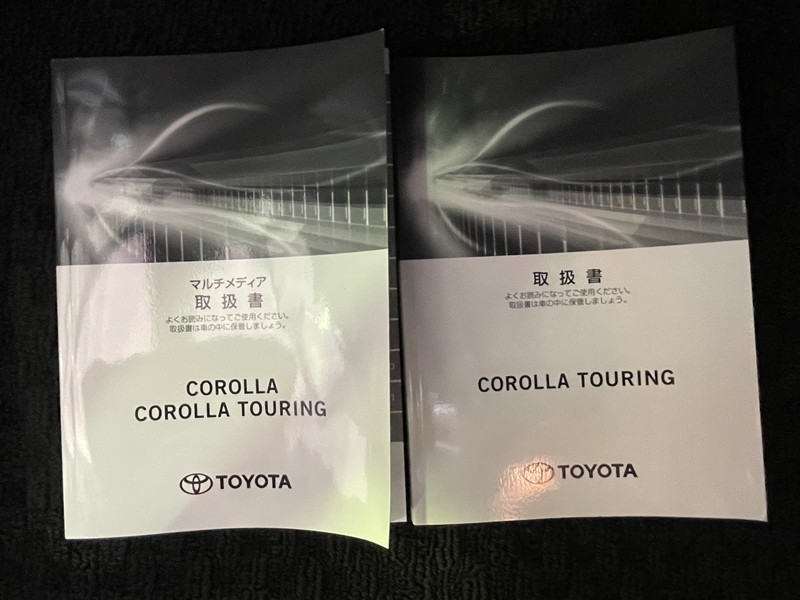 マルチメディア
取扱書
よくお読みになってご使用ください。
取扱書は車の中に保管しましょう。
COROLLA
COROLLA TOURING
TOYOTA
取扱書
よくお読みになってご使用ください。
取扱書は車の中に保管しましょう。
COROLLA TOURING
TOYOTA